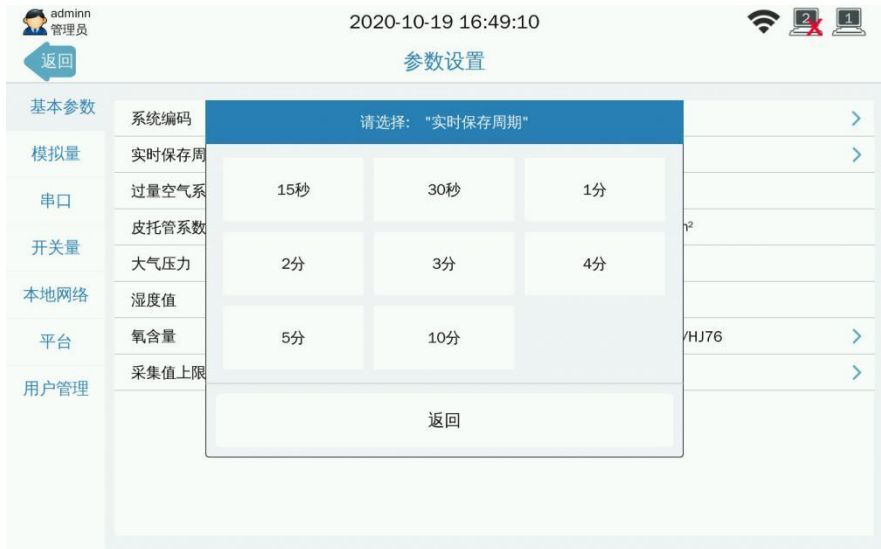 adminn
管理员
2020-10-19 16:49:10
2
1
返回
参数设置
基本参数
模拟量
串口
开关量
本地网络
平台
用户管理
系统编码
实时保存周
过量空气系
皮托管系数
大气压力
湿度值
氧含量
/HJ76
采集值上限
请选择: "实时保存周期"
15秒 30秒 1分
2分 3分 4分
5分 10分
返回